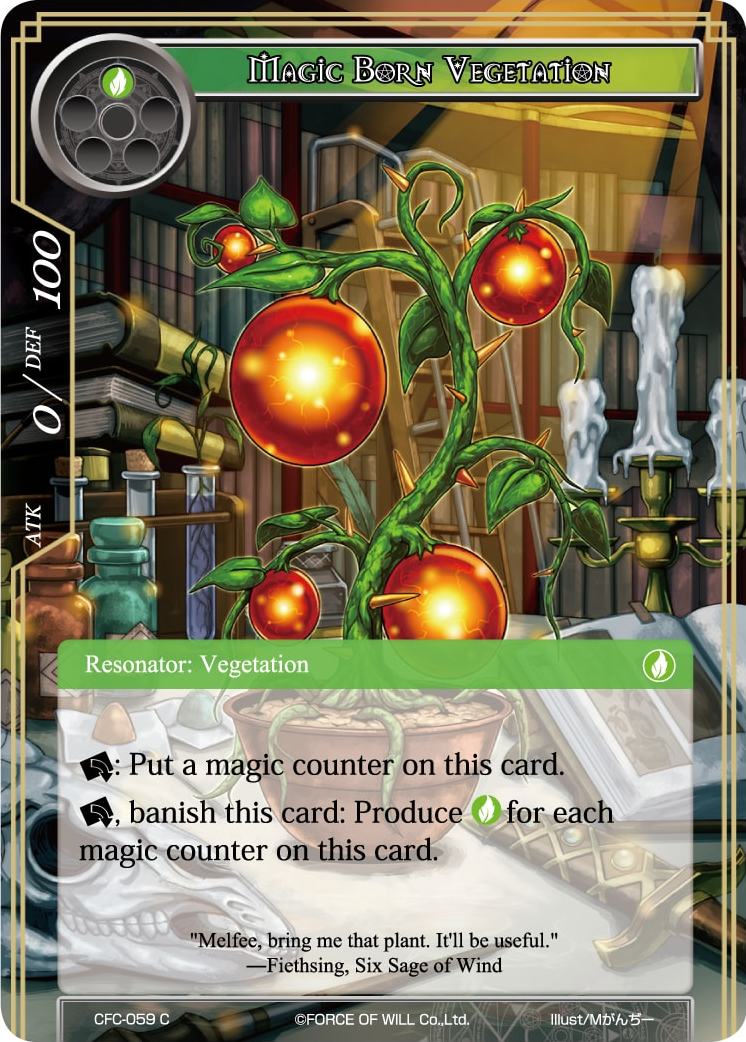 Magic Born Vegetation
ATK 0 / DEF 100
Resonator: Vegetation
: Put a magic counter on this card.
, banish this card: Produce for each
magic counter on this card.
"Melfee, bring me that plant. It'll be useful."
—Fiethsing, Six Sage of Wind
CFC-059 C ©FORCE OF WILL Co.,Ltd. Illust/Mがんぢー